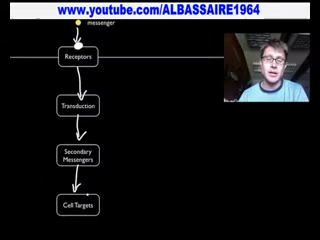 www.youtube.com/ALBASSAIRE1964
messenger
Receptors
Transduction
Secondary
Messengers
Cell Targets